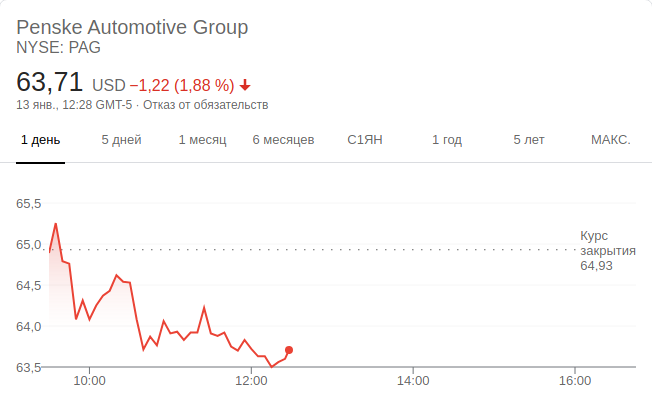 Penske Automotive Group
NYSE: PAG
63,71 USD −1,22 (1,88 %)
13 янв., 12:28 GMT-5 · Отказ от обязательств
1 день 5 дней 1 месяц 6 месяцев С1ЯН 1 год 5 лет МАКС.
65,5
Курс
65,0
закрытия
64,93
64,5
64,0
63,5
10:00 12:00 14:00 16:00